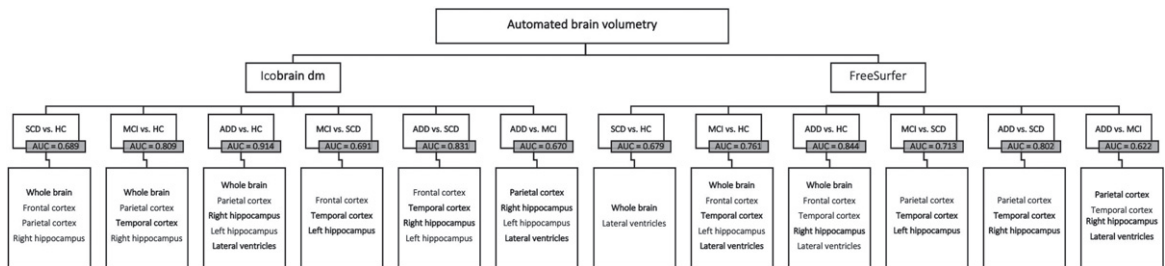 Automated brain volumetry
Icobrain dm
FreeSurfer
SCD vs. HC
AUC = 0.689
MCI vs. HC
AUC = 0.809
ADD vs. HC
AUC = 0.914
MCI vs. SCD
AUC = 0.691
ADD vs. SCD
AUC = 0.831
ADD vs. MCI
AUC = 0.670
SCD vs. HC
AUC = 0.679
MCI vs. HC
AUC = 0.761
ADD vs. HC
AUC = 0.844
MCI vs. SCD
AUC = 0.713
ADD vs. SCD
AUC = 0.802
ADD vs. MCI
AUC = 0.622
Whole brain
Frontal cortex
Parietal cortex
Right hippocampus
Whole brain
Parietal cortex
Temporal cortex
Right hippocampus
Whole brain
Parietal cortex
Right hippocampus
Left hippocampus
Lateral ventricles
Frontal cortex
Temporal cortex
Left hippocampus
Frontal cortex
Temporal cortex
Right hippocampus
Left hippocampus
Parietal cortex
Right hippocampus
Left hippocampus
Lateral ventricles
Whole brain
Lateral ventricles
Whole brain
Frontal cortex
Temporal cortex
Left hippocampus
Lateral ventricles
Whole brain
Frontal cortex
Temporal cortex
Right hippocampus
Lateral ventricles
Parietal cortex
Temporal cortex
Left hippocampus
Parietal cortex
Temporal cortex
Right hippocampus
Parietal cortex
Temporal cortex
Right hippocampus
Lateral ventricles